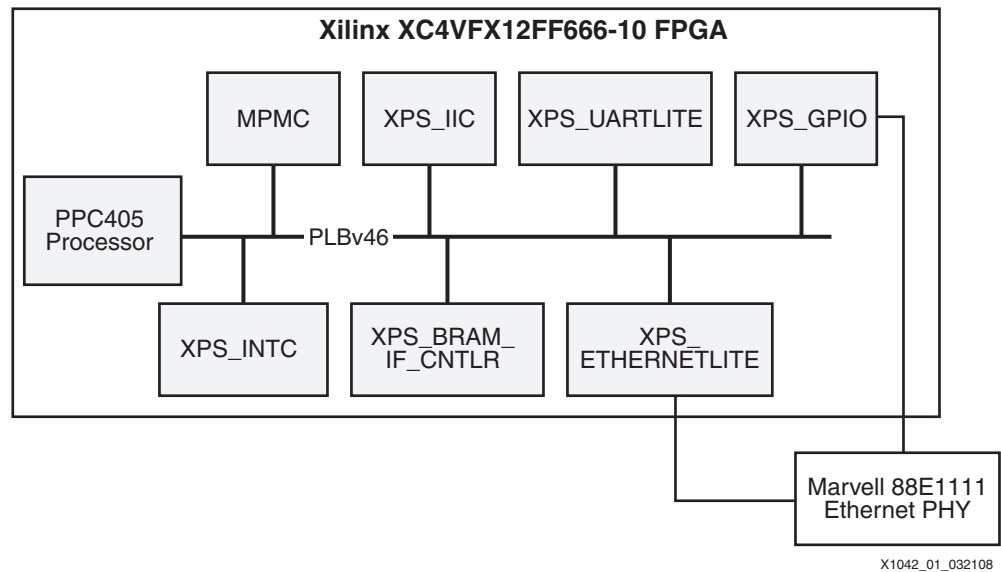 Xilinx XC4VFX12FF666-10 FPGA
MPMC
XPS_IIC
XPS_UARTLITE
XPS_GPIO
PPC405
Processor
PLBv46
XPS_INTC
XPS_BRAM_
IF_CNTLR
XPS_
ETHERNETLITE
Marvell 88E1111
Ethernet PHY
X1042_01_032108